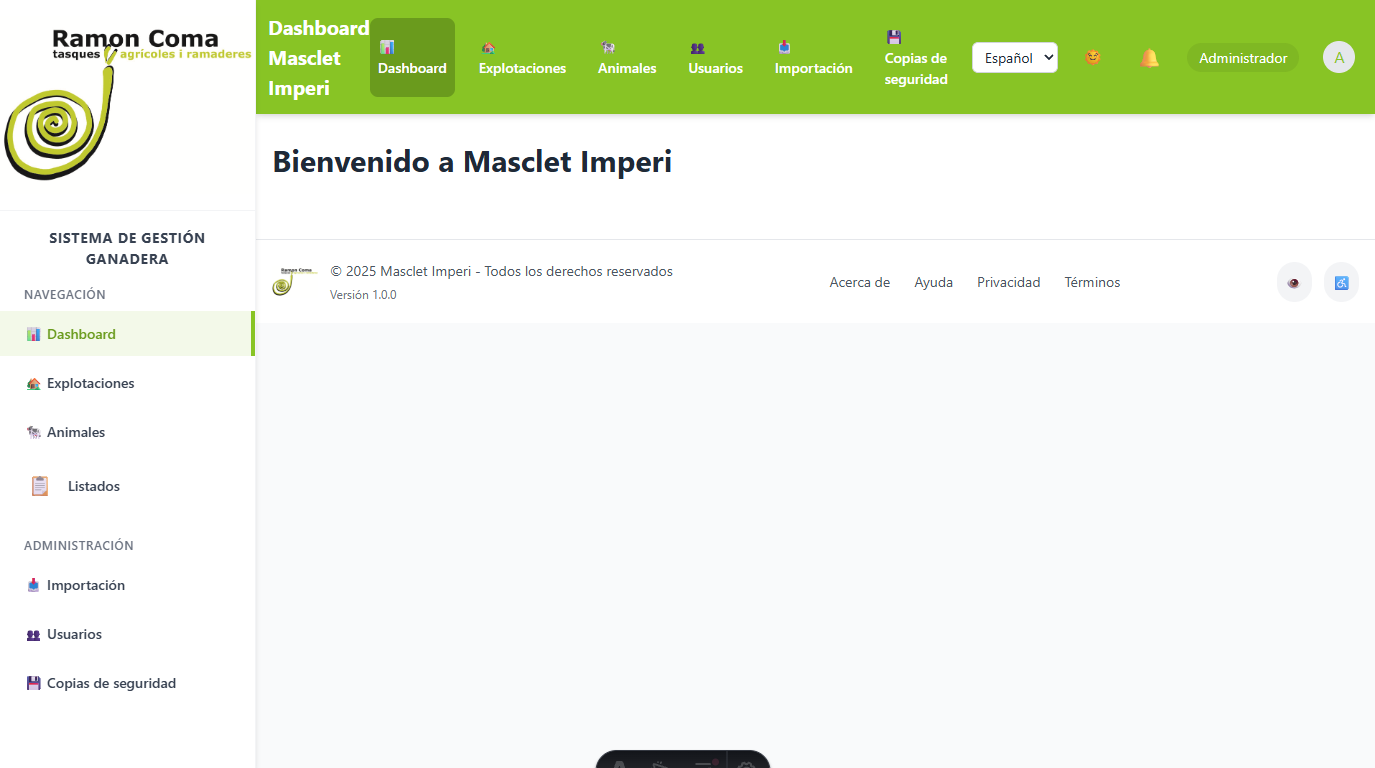 Ramon Coma
tasques agrícoles i ramaderes
SISTEMA DE GESTIÓN
GANADERA
NAVEGACIÓN
Dashboard
Explotaciones
Animales
Listados
ADMINISTRACIÓN
Importación
Usuarios
Copias de seguridad
Dashboard
Masclet
Imperi
Dashboard
Explotaciones
Animales
Usuarios
Importación
Copias de
seguridad
Español
Administrador
A
Bienvenido a Masclet Imperi
Ramon Coma
© 2025 Masclet Imperi - Todos los derechos reservados
Versión 1.0.0
Acerca de
Ayuda
Privacidad
Términos